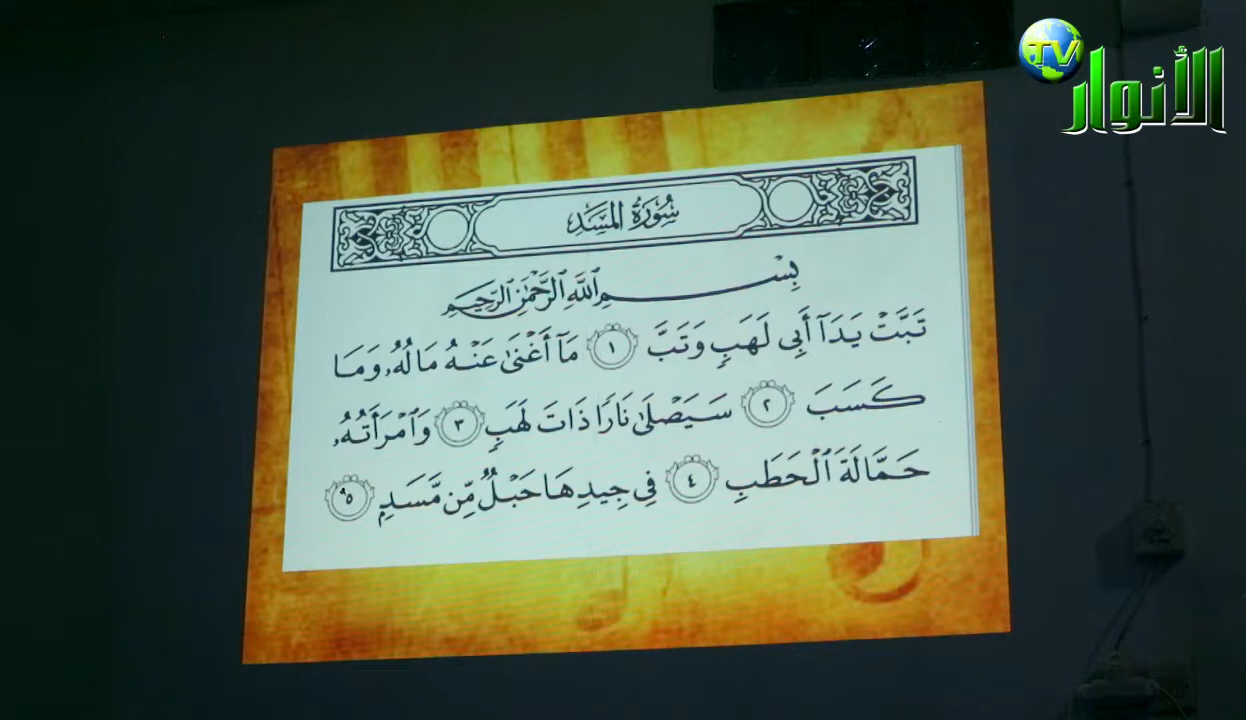 TV
الأنوار
سُورَةُ المَسَدِ
بِسْمِ اللَّهِ الرَّحْمَٰنِ الرَّحِيمِ
تَبَّتْ يَدَآ أَبِى لَهَبٍ وَتَبَّ ١ مَآ أَغْنَىٰ عَنْهُ مَالُهُۥ وَمَا
كَسَبَ ٢ سَيَصْلَىٰ نَارًا ذَاتَ لَهَبٍ ٣ وَٱمْرَأَتُهُۥ
حَمَّالَةَ ٱلْحَطَبِ ٤ فِى جِيدِهَا حَبْلٌ مِّن مَّسَدٍۭ ٥